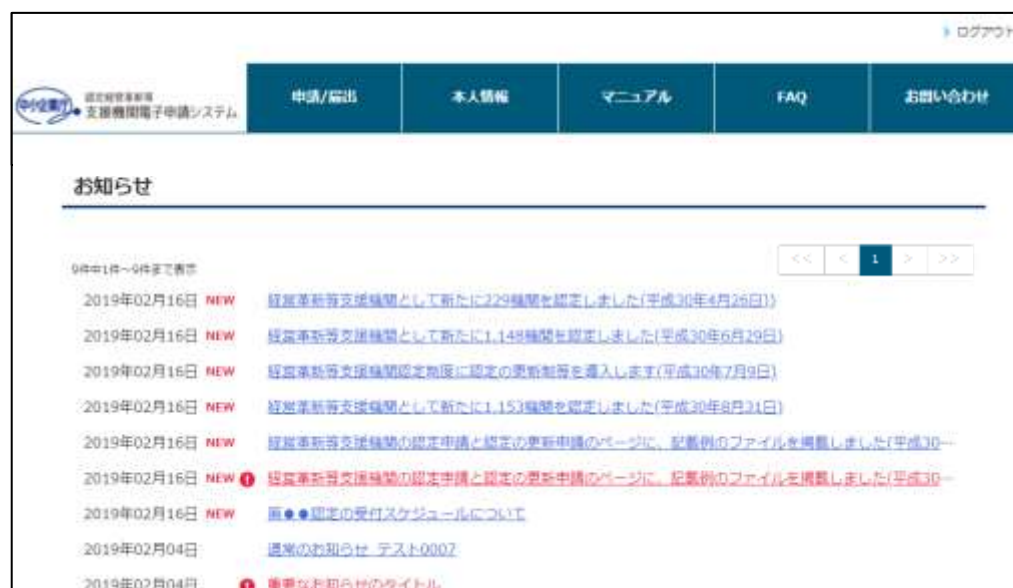 ログアウト
中小企業庁
認定経営革新等
支援機関電子申請システム
申請/届出
本人情報
マニュアル
FAQ
お問い合わせ
お知らせ
9件中1件~9件まで表示
<< < 1 > >>
2019年02月16日 NEW 経営革新等支援機関として新たに229機関を認定しました(平成30年4月26日))
2019年02月16日 NEW 経営革新等支援機関として新たに1,148機関を認定しました(平成30年6月29日)
2019年02月16日 NEW 経営革新等支援機関認定制度に認定の更新制等を導入します(平成30年7月9日)
2019年02月16日 NEW 経営革新等支援機関として新たに1,153機関を認定しました(平成30年8月31日)
2019年02月16日 NEW 経営革新等支援機関の認定申請と認定の更新申請のページに、記載例のファイルを掲載しました(平成30…
2019年02月16日 NEW ! 経営革新等支援機関の認定申請と認定の更新申請のページに、記載例のファイルを掲載しました(平成30…
2019年02月16日 NEW 第●●認定の受付スケジュールについて
2019年02月04日 通常のお知らせ テスト0007
2019年02月04日 ! 重要なお知らせのタイトル